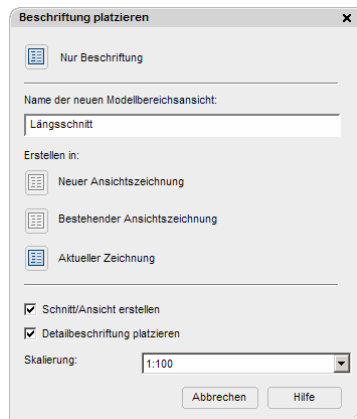 Beschriftung platzieren
Nur Beschriftung
Name der neuen Modellbereichsansicht:
Längsschnitt
Erstellen in:
Neuer Ansichtszeichnung
Bestehender Ansichtszeichnung
Aktueller Zeichnung
Schnitt/Ansicht erstellen
Detailbeschriftung platzieren
Skalierung: 1:100
Abbrechen Hilfe